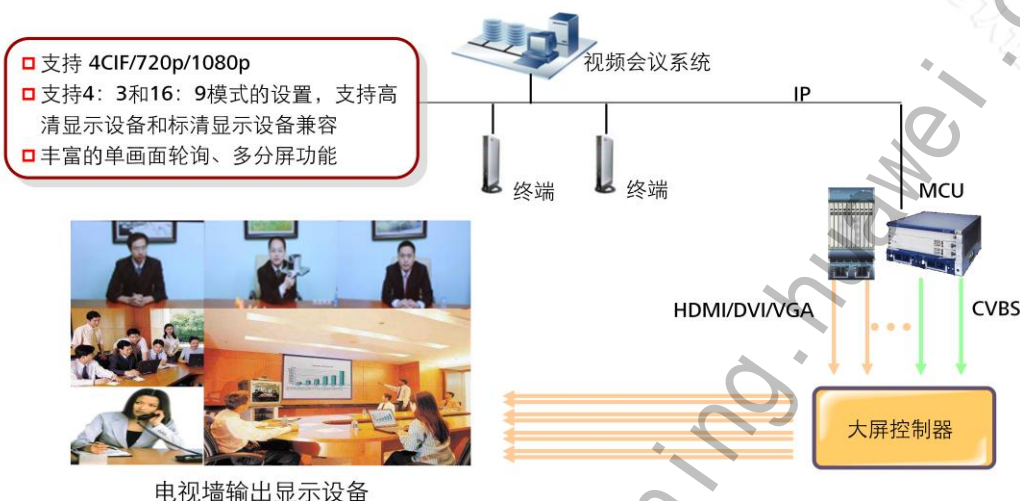 支持 4CIF/720p/1080p
支持4：3和16：9模式的设置，支持高
清显示设备和标清显示设备兼容
丰富的单画面轮询、多分屏功能
视频会议系统
IP
终端
终端
MCU
HDMI/DVI/VGA
CVBS
大屏控制器
电视墙输出显示设备
ning.huawei.